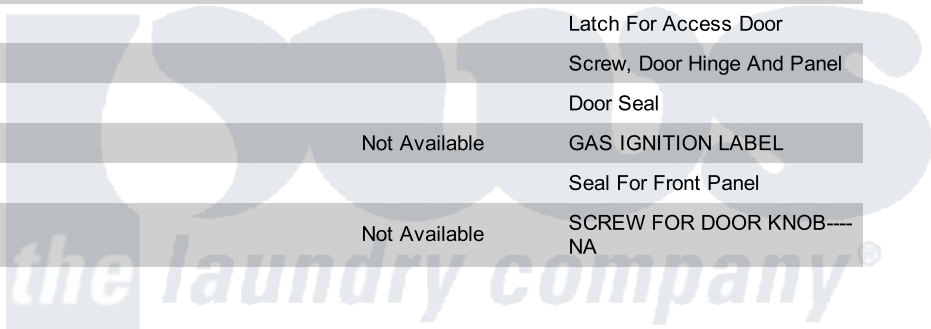 Latch For Access Door
Screw, Door Hinge And Panel
Door Seal
Not Available GAS IGNITION LABEL
Seal For Front Panel
Not Available SCREW FOR DOOR KNOB----
NA
the laundry company®